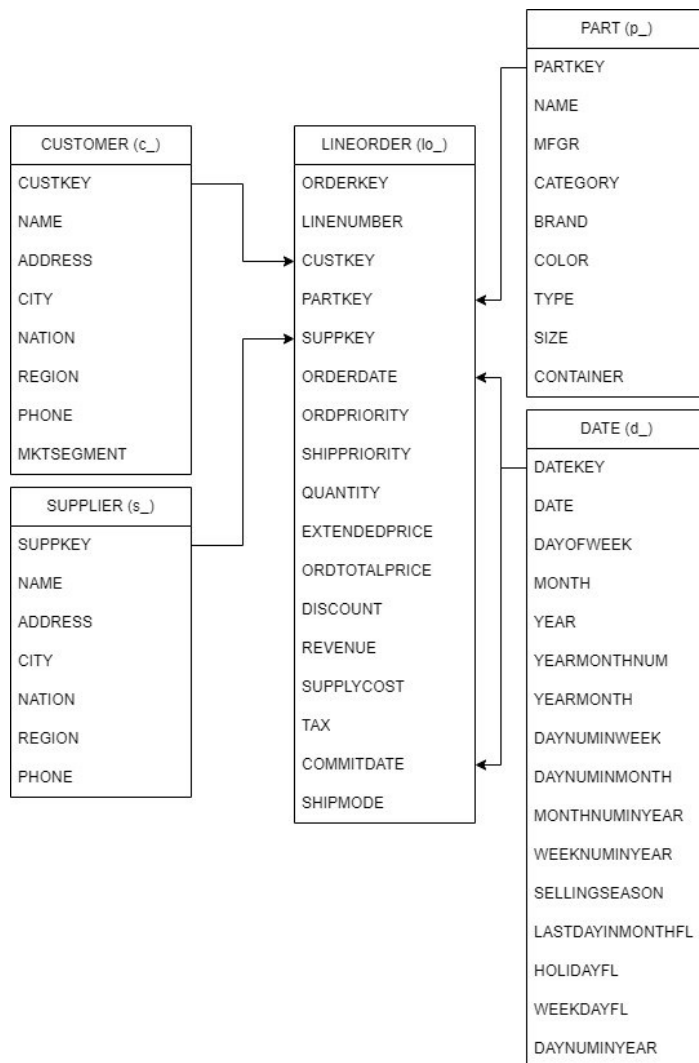 PART (p_)
PARTKEY
NAME
MFGR
CATEGORY
BRAND
COLOR
TYPE
SIZE
CONTAINER
CUSTOMER (c_)
CUSTKEY
NAME
ADDRESS
CITY
NATION
REGION
PHONE
MKTSEGMENT
LINEORDER (lo_)
ORDERKEY
LINENUMBER
CUSTKEY
PARTKEY
SUPPKEY
ORDERDATE
ORDPRIORITY
SHIPPRIORITY
QUANTITY
EXTENDEDPRICE
ORDTOTALPRICE
DISCOUNT
REVENUE
SUPPLYCOST
TAX
COMMITDATE
SHIPMODE
SUPPLIER (s_)
SUPPKEY
NAME
ADDRESS
CITY
NATION
REGION
PHONE
DATE (d_)
DATEKEY
DATE
DAYOFWEEK
MONTH
YEAR
YEARMONTHNUM
YEARMONTH
DAYNUMINWEEK
DAYNUMINMONTH
MONTHNUMINYEAR
WEEKNUMINYEAR
SELLINGSEASON
LASTDAYINMONTHFL
HOLIDAYFL
WEEKDAYFL
DAYNUMINYEAR